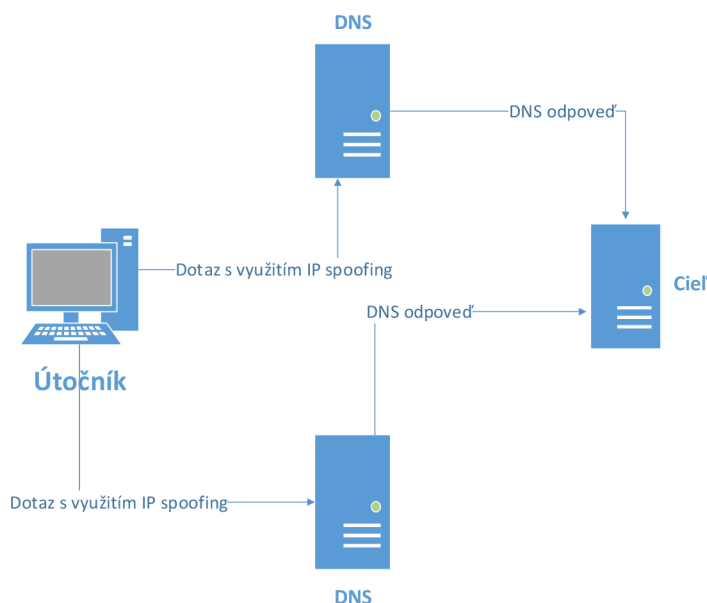 DNS
DNS odpoveď
Dotaz s využitím IP spoofing
Cieľ
DNS odpoveď
Útočník
Dotaz s využitím IP spoofing
DNS